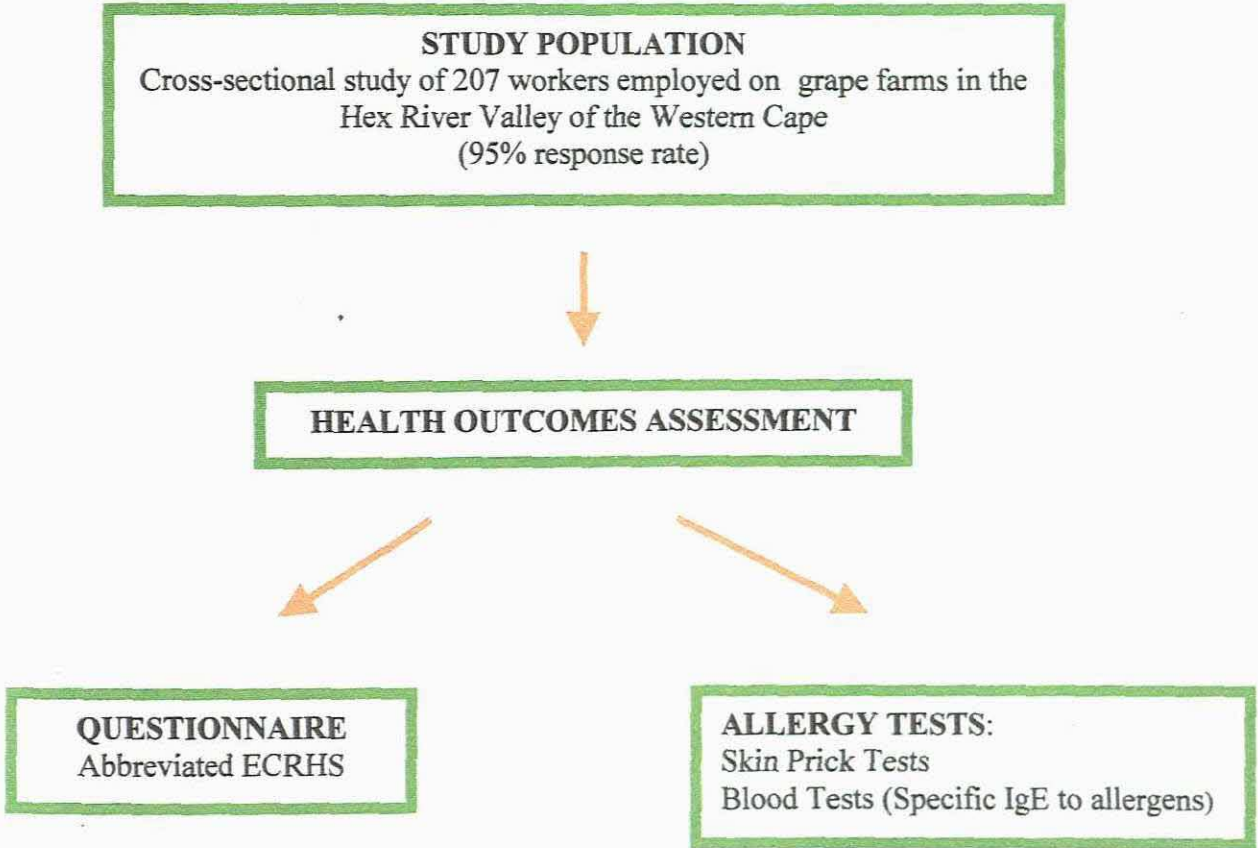 STUDY POPULATION
Cross-sectional study of 207 workers employed on grape farms in the
Hex River Valley of the Western Cape
(95% response rate)
HEALTH OUTCOMES ASSESSMENT
QUESTIONNAIRE
Abbreviated ECRHS
ALLERGY TESTS:
Skin Prick Tests
Blood Tests (Specific IgE to allergens)